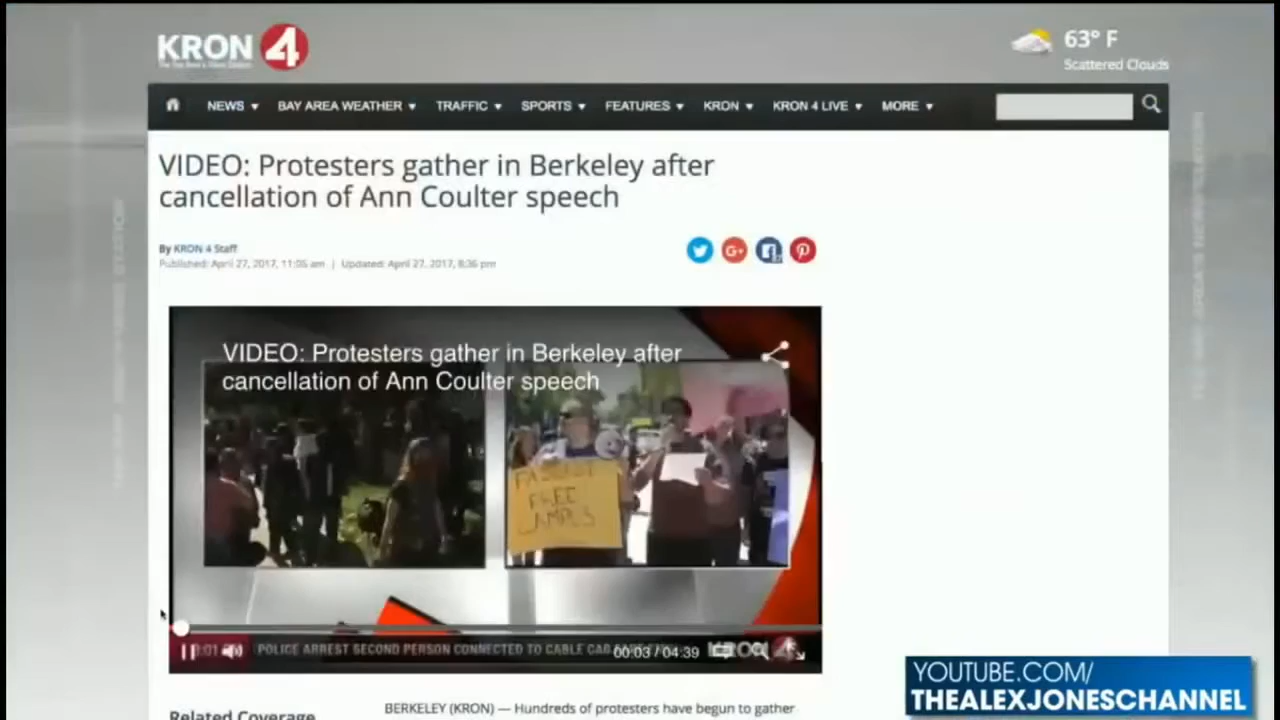 KRON 4
63° F
Scattered Clouds
NEWS BAY AREA WEATHER TRAFFIC SPORTS FEATURES KRON KRON 4 LIVE MORE
VIDEO: Protesters gather in Berkeley after
cancellation of Ann Coulter speech
By KRON 4 Staff
Published: April 27, 2017, 11:05 am | Updated: April 27, 2017, 8:36 pm
VIDEO: Protesters gather in Berkeley after
cancellation of Ann Coulter speech
FREE
POLICE ARREST SECOND PERSON CONNECTED TO CABLE CAR
00:03 / 04:39
KRON 4
Related Coverage
BERKELEY (KRON) — Hundreds of protesters have begun to gather
YOUTUBE.COM/
THEALEXJONESCHANNEL